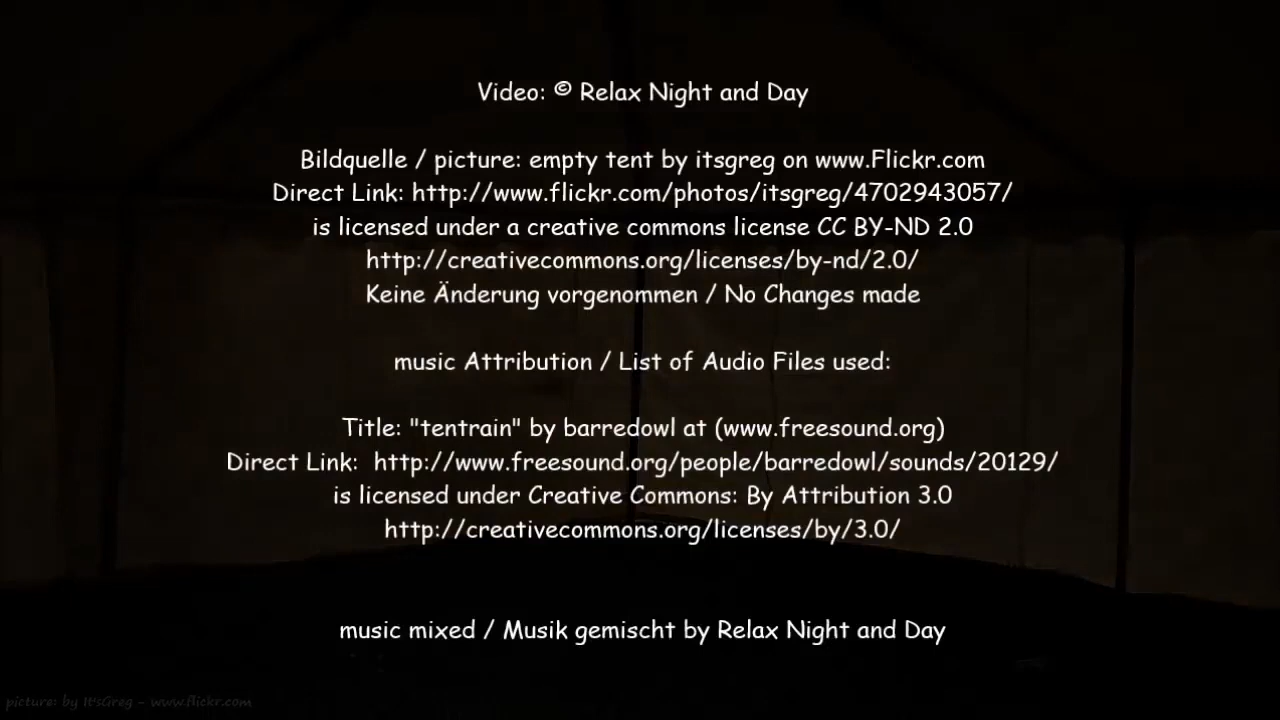 Video: © Relax Night and Day
Bildquelle / picture: empty tent by itsgreg on www.Flickr.com
Direct Link: http://www.flickr.com/photos/itsgreg/4702943057/
is licensed under a creative commons license CC BY-ND 2.0
http://creativecommons.org/licenses/by-nd/2.0/
Keine Änderung vorgenommen / No Changes made
music Attribution / List of Audio Files used:
Title: "tentrain" by barredowl at (www.freesound.org)
Direct Link: http://www.freesound.org/people/barredowl/sounds/20129/
is licensed under Creative Commons: By Attribution 3.0
http://creativecommons.org/licenses/by/3.0/
music mixed / Musik gemischt by Relax Night and Day
picture: by It'sGreg - www.flickr.com